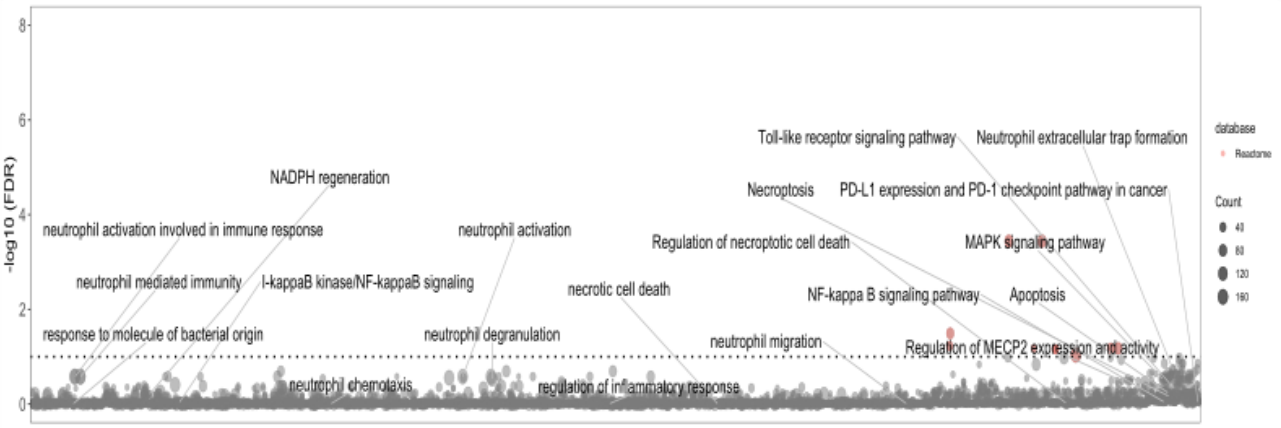 8
6
4
2
0
-log10 (FDR)
Toll-like receptor signaling pathway
Neutrophil extracellular trap formation
NADPH regeneration
Necroptosis
PD-L1 expression and PD-1 checkpoint pathway in cancer
neutrophil activation involved in immune response
neutrophil activation
Regulation of necroptotic cell death
MAPK signaling pathway
neutrophil mediated immunity
I-kappaB kinase/NF-kappaB signaling
necrotic cell death
NF-kappa B signaling pathway
Apoptosis
response to molecule of bacterial origin
neutrophil degranulation
neutrophil migration
Regulation of MECP2 expression and activity
neutrophil chemotaxis
regulation of inflammatory response
database
Reactome
Count
40
80
120
160